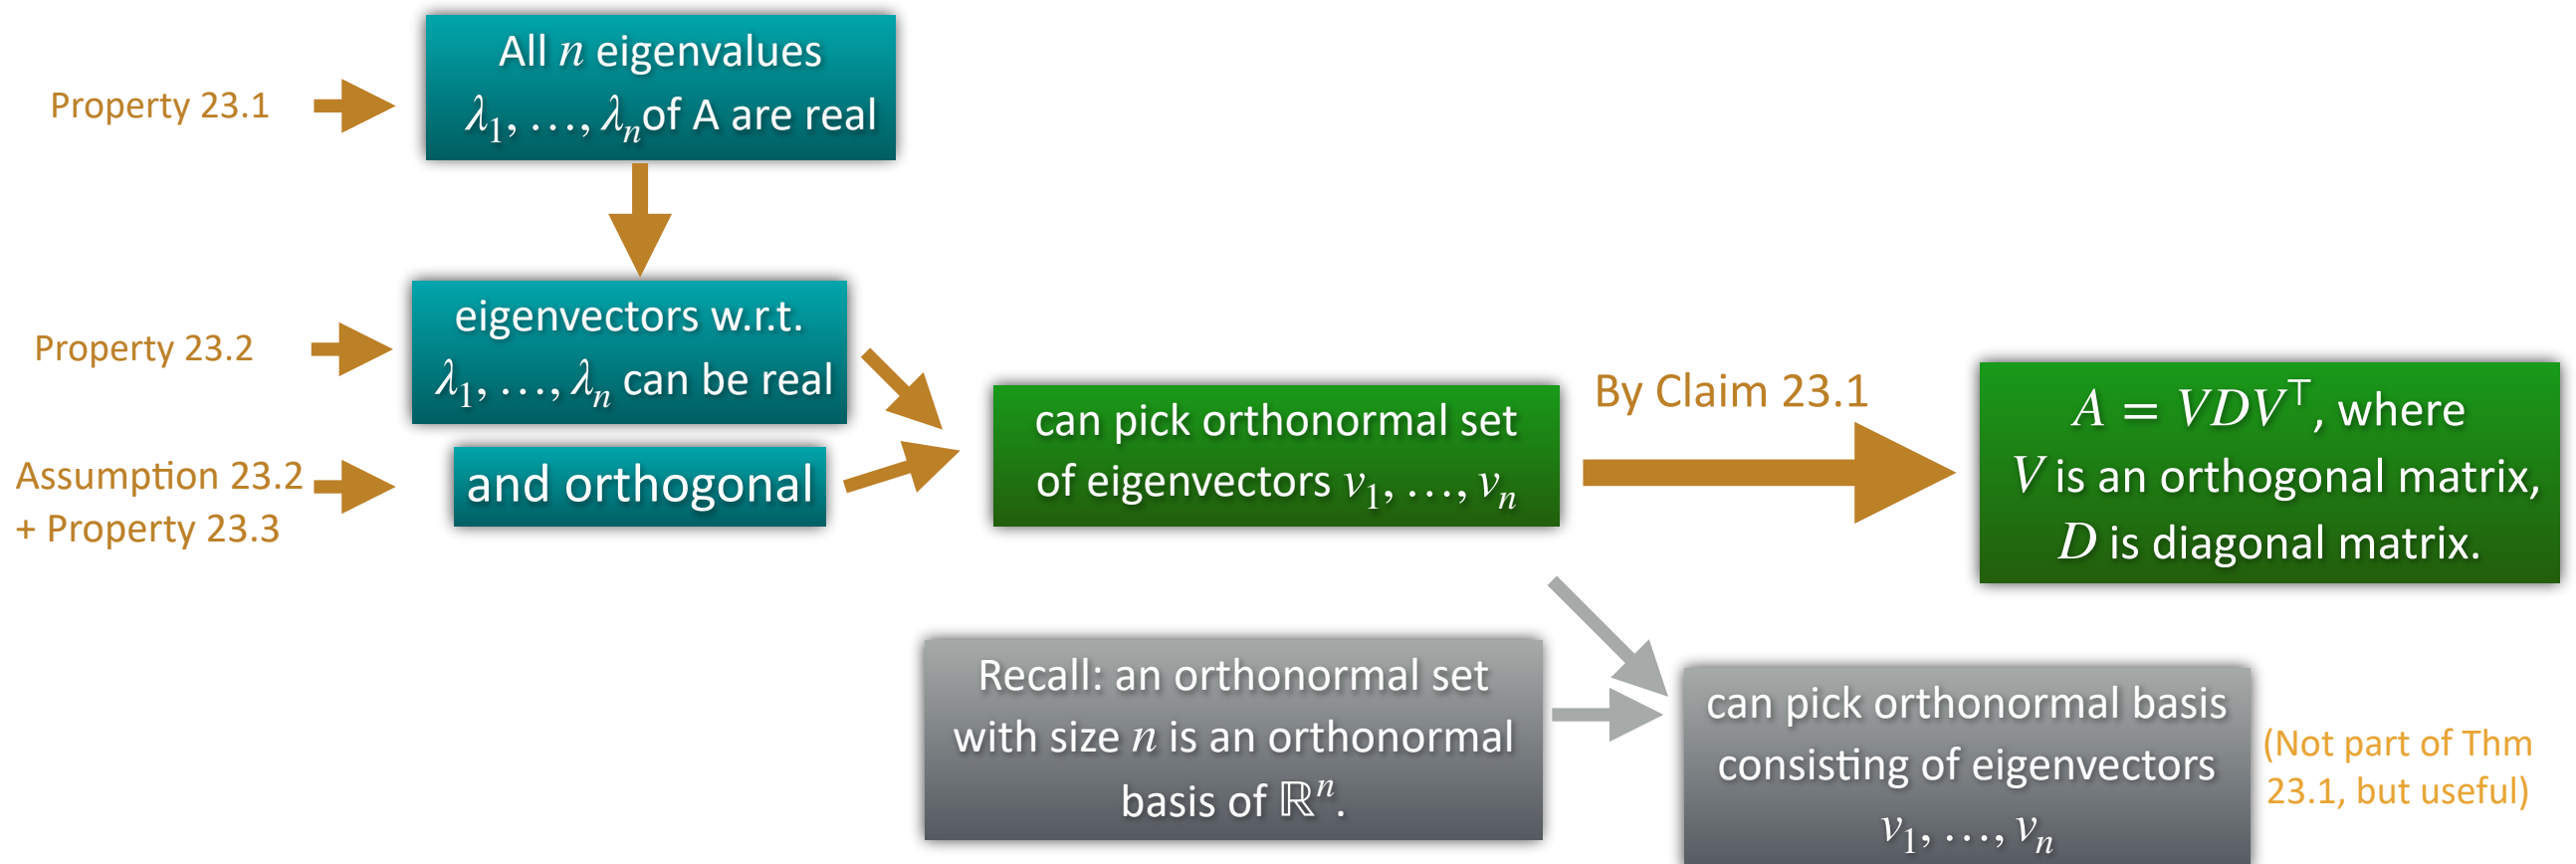 All n eigenvalues
λ₁, …, λₙof A are real
Property 23.1
eigenvectors w.r.t.
λ₁, …, λₙ can be real
Property 23.2
and orthogonal
Assumption 23.2
+ Property 23.3
can pick orthonormal set
of eigenvectors v₁, …, vₙ
By Claim 23.1
A = VDV⊤, where
V is an orthogonal matrix,
D is diagonal matrix.
Recall: an orthonormal set
with size n is an orthonormal
basis of ℝⁿ.
can pick orthonormal basis
consisting of eigenvectors
v₁, …, vₙ
(Not part of Thm
23.1, but useful)